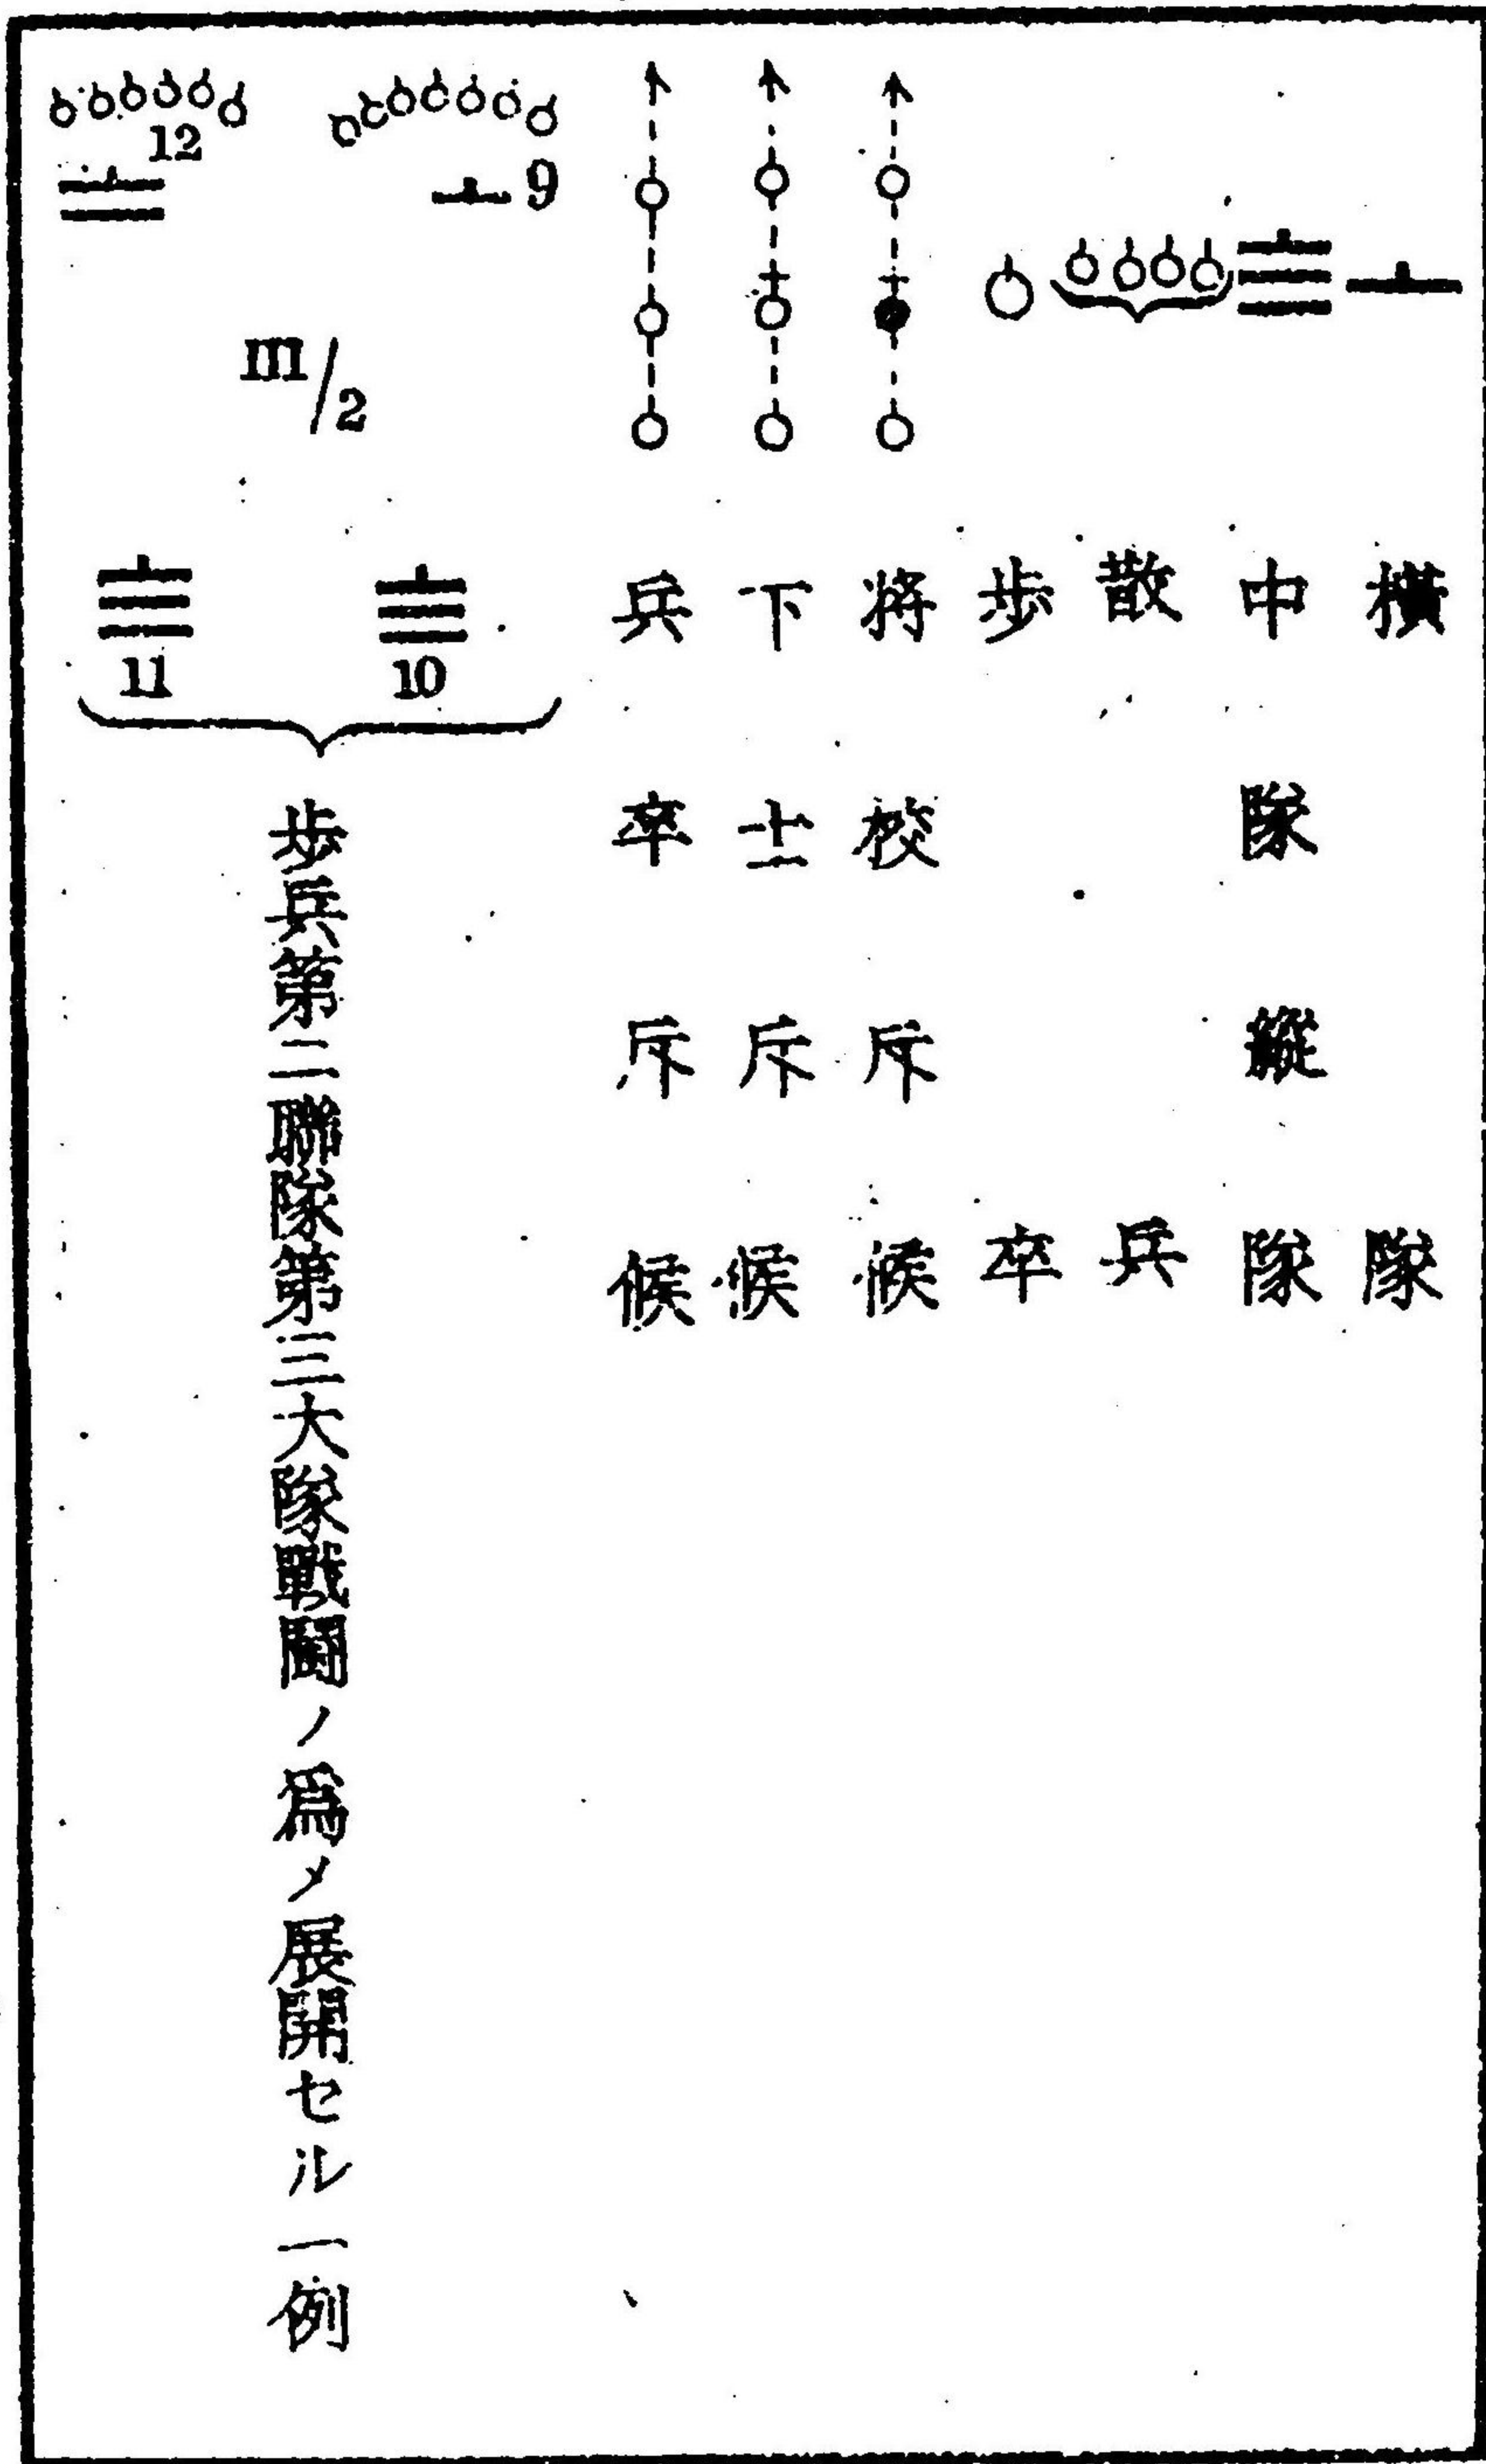 橫隊
中隊縱隊
散兵
歩卒
將校斥候
下士斥候
兵卒斥候
9
12
III/2
10
11
歩兵第二聯隊第三大隊戰鬪ノ爲メ展開セル一例